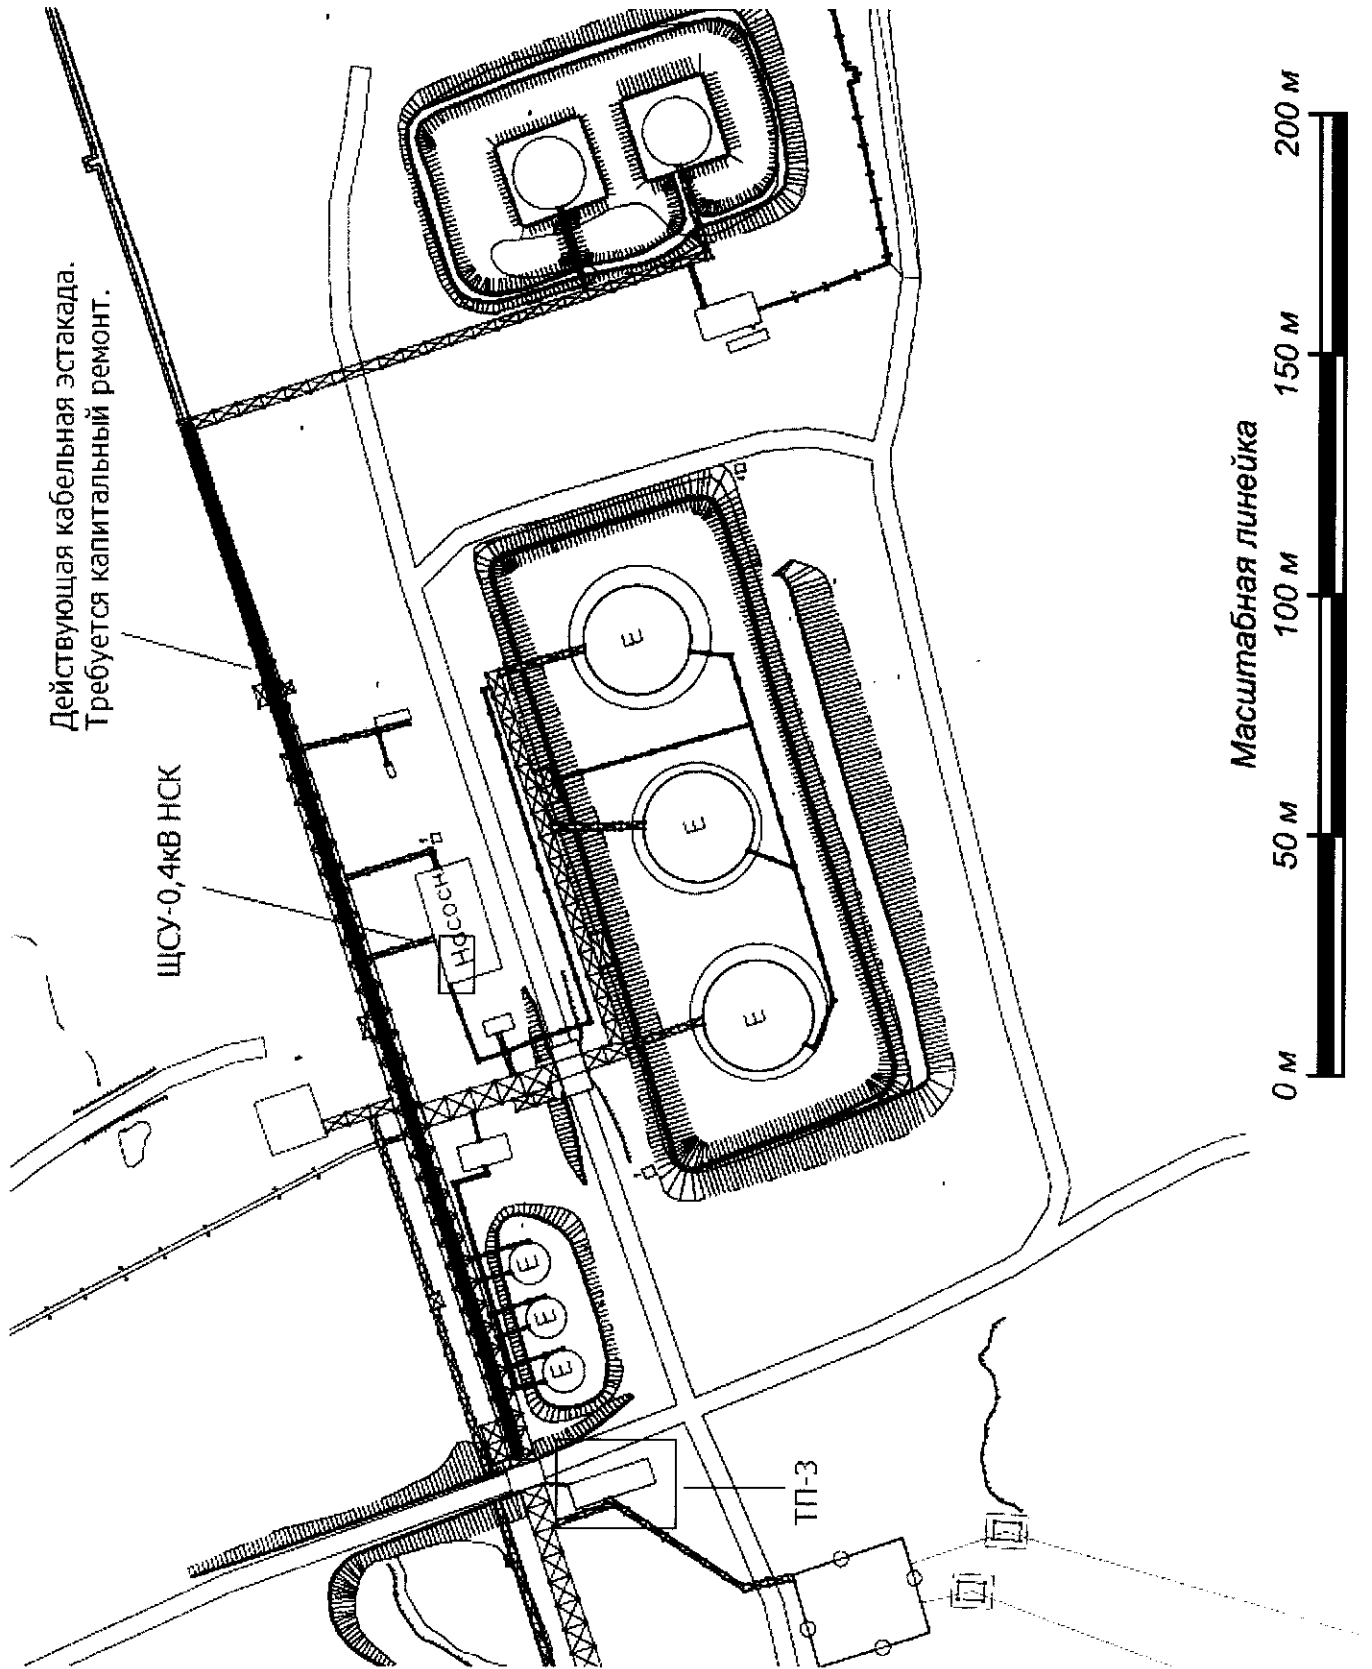 Действующая кабельная эстакада.
Требуется капитальный ремонт.
ЩСУ-0,4кВ НСК
Насосн
Е
Е
Е
Е
Е
Е
ТП-3
Масштабная линейка
0 м
50 м
100 м
150 м
200 м